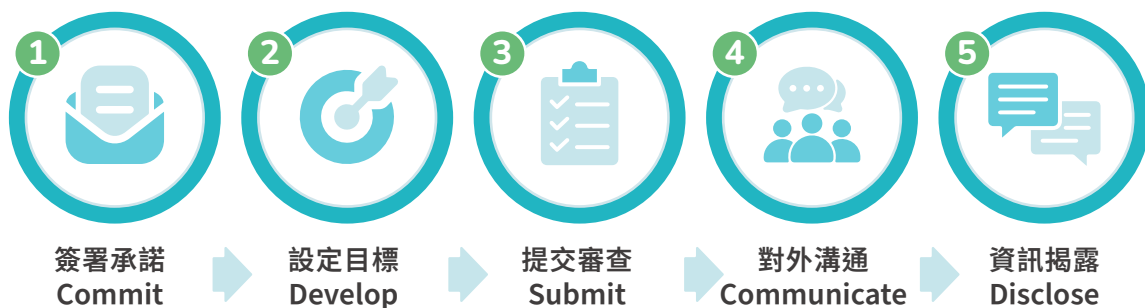 1
2
3
4
5
簽署承諾
Commit
設定目標
Develop
提交審查
Submit
對外溝通
Communicate
資訊揭露
Disclose